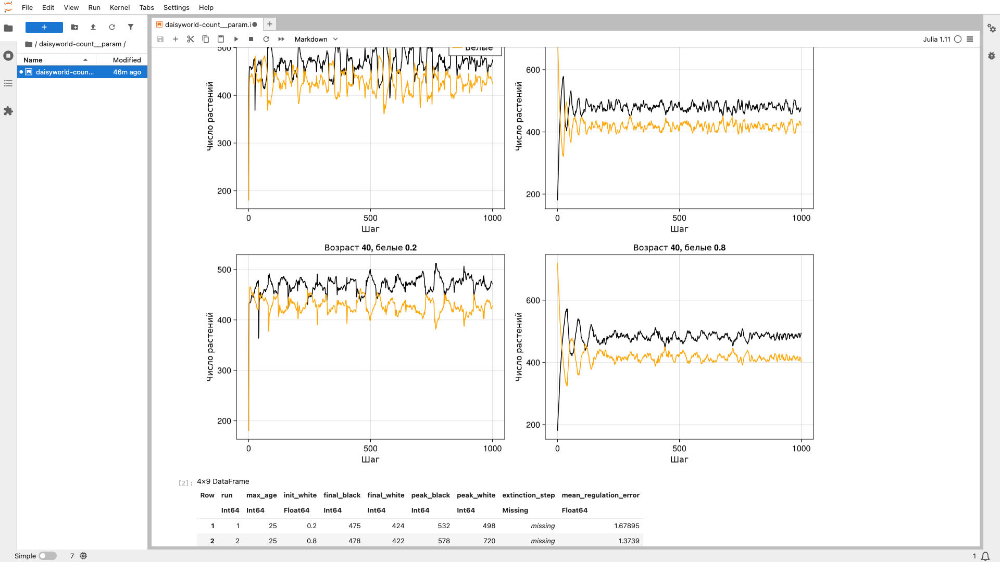 File Edit View Run Kernel Tabs Settings Help
/ daisyworld-count__param /
Name Modified
daisyworld-coun... 46m ago
daisyworld-count__param.i
Markdown
Julia 1.11
500
400
300
200
Число растений
0 500 1000
Шаг
Белые
600
400
200
Число растений
0 500 1000
Шаг
Возраст 40, белые 0.2
500
400
300
200
Число растений
0 500 1000
Шаг
Возраст 40, белые 0.8
600
400
200
Число растений
0 500 1000
Шаг
[2]: 4×9 DataFrame
Row run max_age init_white final_black final_white peak_black peak_white extinction_step mean_regulation_error
Int64 Int64 Float64 Int64 Int64 Int64 Int64 Missing Float64
1 1 25 0.2 475 424 532 498 missing 1.67895
2 2 25 0.8 478 422 578 720 missing 1.3739
Simple 7 1